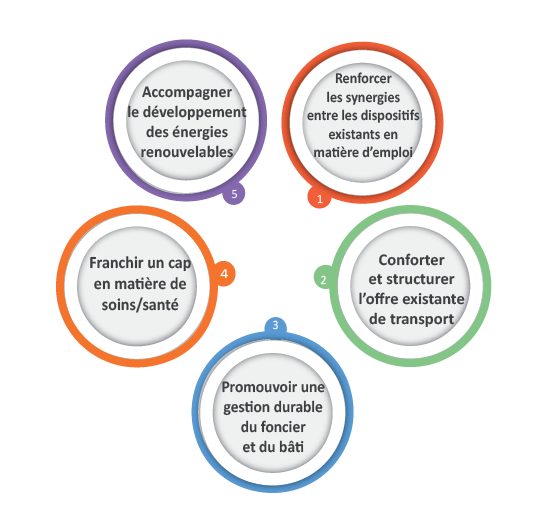 Renforcer
les synergies
entre les dispositifs
existants en
matière d'emploi
1
Conforter
et structurer
l'offre existante
de transport
2
Promouvoir une
gestion durable
du foncier
et du bâti
3
Franchir un cap
en matière de
soins/santé
4
Accompagner
le développement
des énergies
renouvelables
5